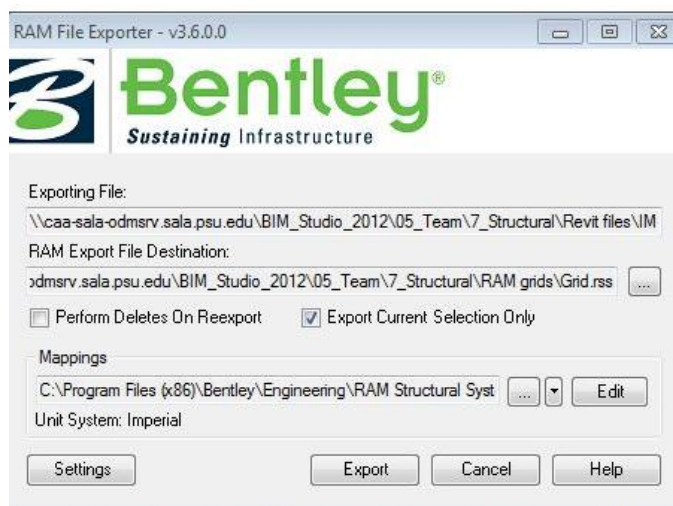 RAM File Exporter - v3.6.0.0
B
Bentley®
Sustaining Infrastructure
Exporting File:
\\caa-sala-odmsrv.sala.psu.edu\BIM_Studio_2012\05_Team\7_Structural\Revit files\IM
RAM Export File Destination:
odmsrv.sala.psu.edu\BIM_Studio_2012\05_Team\7_Structural\RAM grids\Grid.rss ...
Perform Deletes On Reexport Export Current Selection Only
Mappings
C:\Program Files (x86)\Bentley\Engineering\RAM Structural Syst ... Edit
Unit System: Imperial
Settings Export Cancel Help